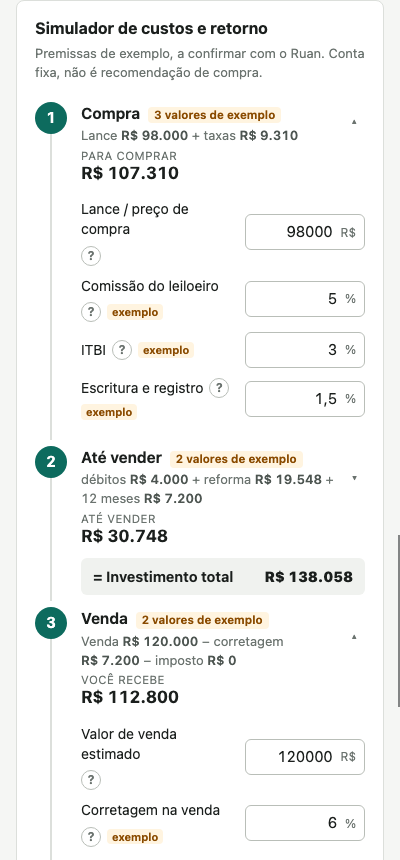 Simulador de custos e retorno
Premissas de exemplo, a confirmar com o Ruan. Conta
fixa, não é recomendação de compra.
1
Compra 3 valores de exemplo
Lance R$ 98.000 + taxas R$ 9.310
PARA COMPRAR
R$ 107.310
Lance / preço de
compra
?
98000 R$
Comissão do leiloeiro
? exemplo
5 %
ITBI ? exemplo
3 %
Escritura e registro ?
exemplo
1,5 %
2
Até vender 2 valores de exemplo
débitos R$ 4.000 + reforma R$ 19.548 +
12 meses R$ 7.200
ATÉ VENDER
R$ 30.748
= Investimento total R$ 138.058
3
Venda 2 valores de exemplo
Venda R$ 120.000 – corretagem
R$ 7.200 – imposto R$ 0
VOCÊ RECEBE
R$ 112.800
Valor de venda
estimado
?
120000 R$
Corretagem na venda
? exemplo
6 %